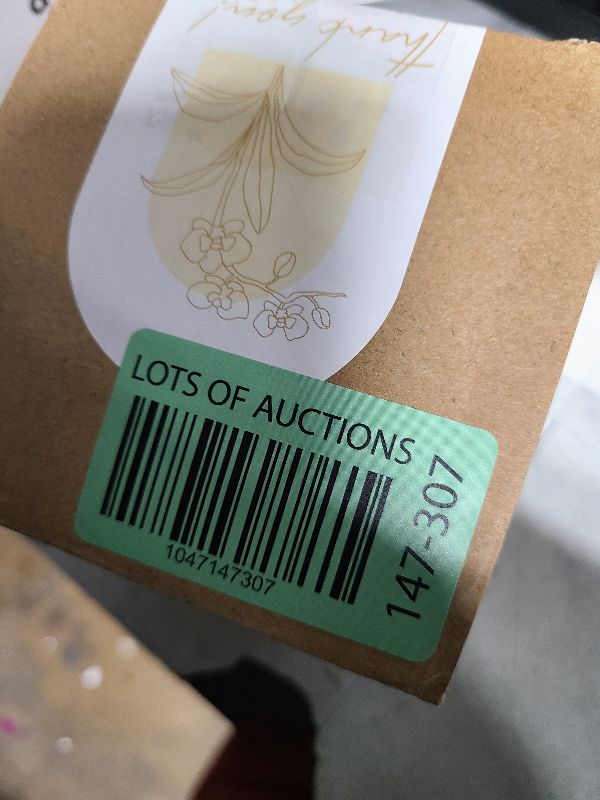 Thank you!
LOTS OF AUCTIONS
1047147307
147-307